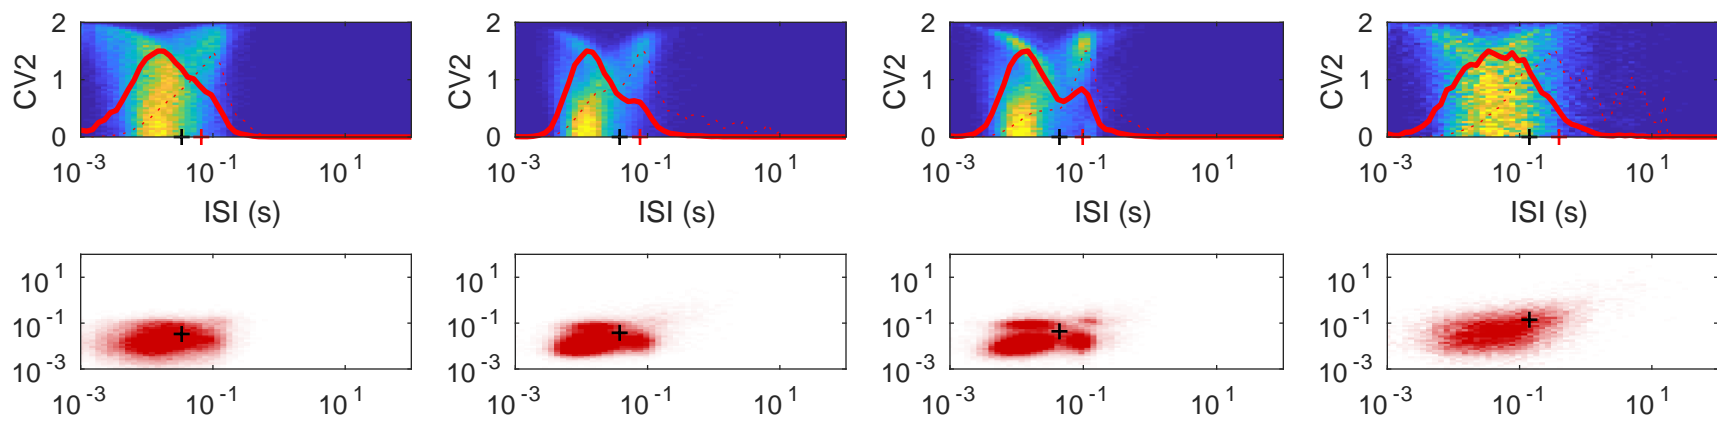 2 2 2 2
CV2 1 CV2 1 CV2 1 CV2 1
0 0 0 0
10^-3 10^-1 10^1 10^-3 10^-1 10^1 10^-3 10^-1 10^1 10^-3 10^-1 10^1
ISI (s) ISI (s) ISI (s) ISI (s)
10^1 10^1 10^1 10^1
10^-1 10^-1 10^-1 10^-1
10^-3 10^-3 10^-3 10^-3
10^-3 10^-1 10^1 10^-3 10^-1 10^1 10^-3 10^-1 10^1 10^-3 10^-1 10^1